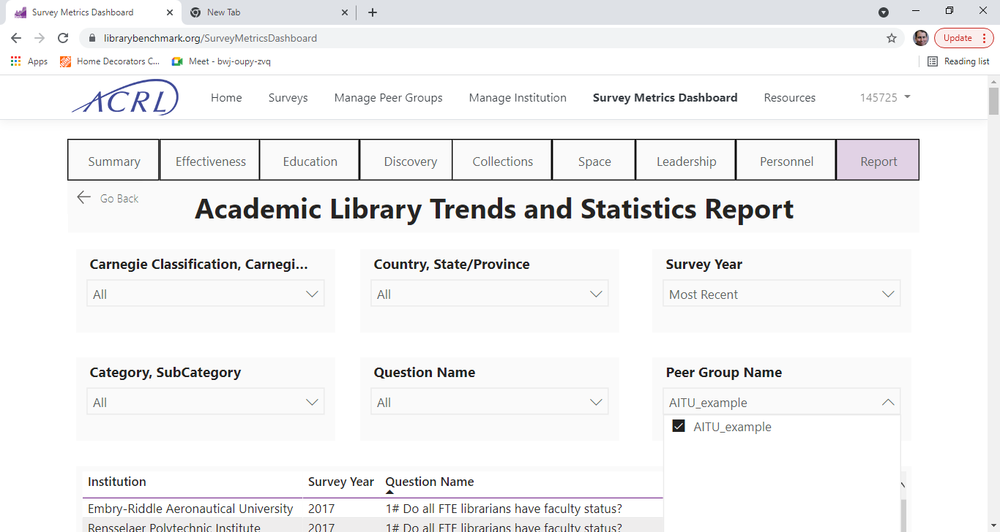 Survey Metrics Dashboard
New Tab
librarybenchmark.org/SurveyMetricsDashboard
Update
Apps
Home Decorators C...
Meet - bwj-oupy-zvq
Reading list
ACRL
Home
Surveys
Manage Peer Groups
Manage Institution
Survey Metrics Dashboard
Resources
145725
Summary
Effectiveness
Education
Discovery
Collections
Space
Leadership
Personnel
Report
Go Back
Academic Library Trends and Statistics Report
Carnegie Classification, Carnegi...
Country, State/Province
Survey Year
All
All
Most Recent
Category, SubCategory
Question Name
Peer Group Name
All
All
AITU_example
AITU_example
Institution Survey Year Question Name
Embry-Riddle Aeronautical University 2017 1# Do all FTE librarians have faculty status?
Rensselaer Polytechnic Institute 2017 1# Do all FTE librarians have faculty status?